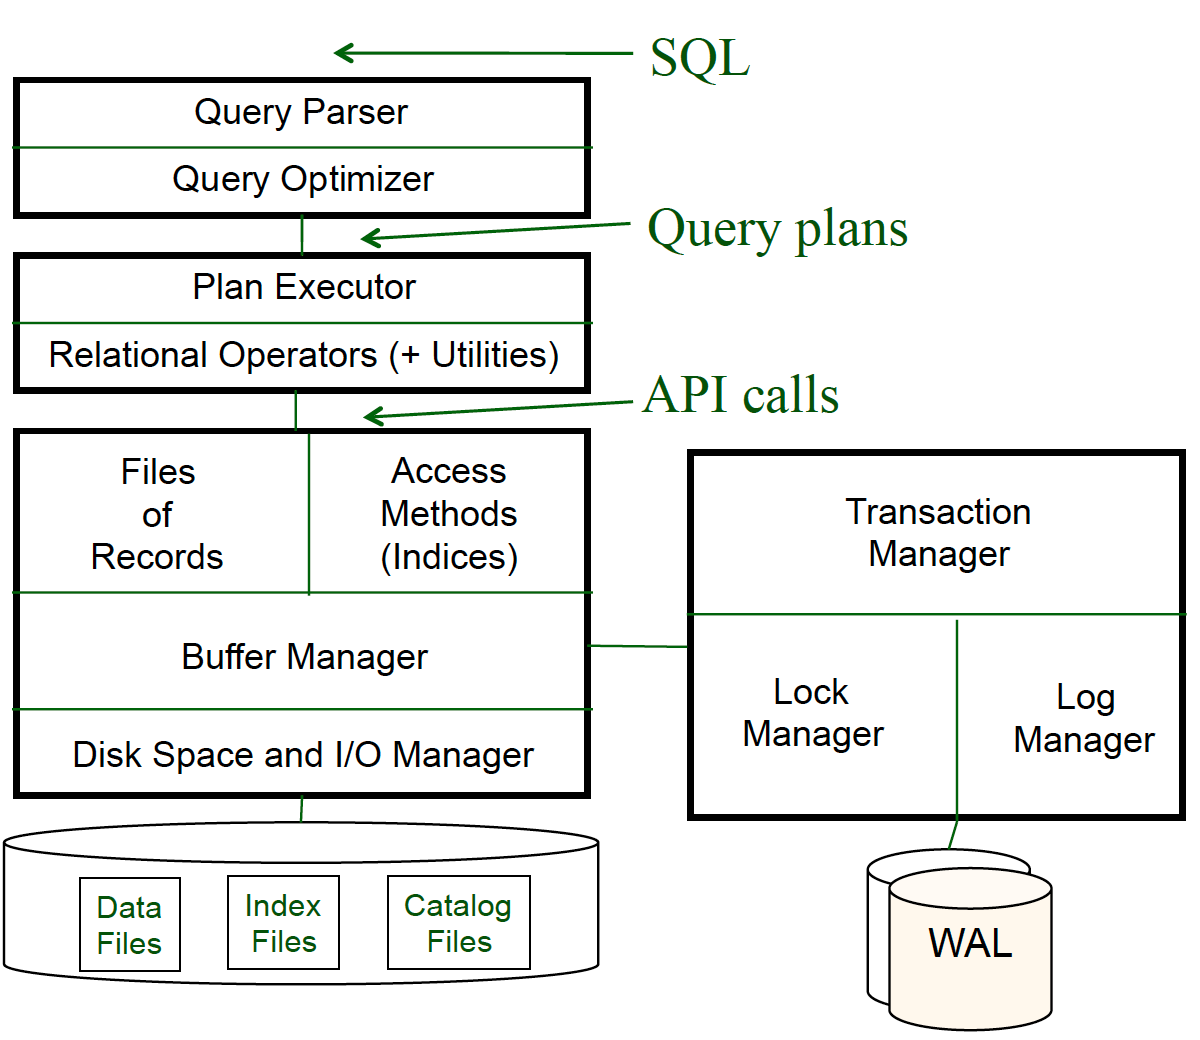 SQL
Query Parser
Query Optimizer
Query plans
Plan Executor
Relational Operators (+ Utilities)
API calls
Files
of
Records
Access
Methods
(Indices)
Transaction
Manager
Buffer Manager
Lock
Manager
Log
Manager
Disk Space and I/O Manager
Data
Files
Index
Files
Catalog
Files
WAL